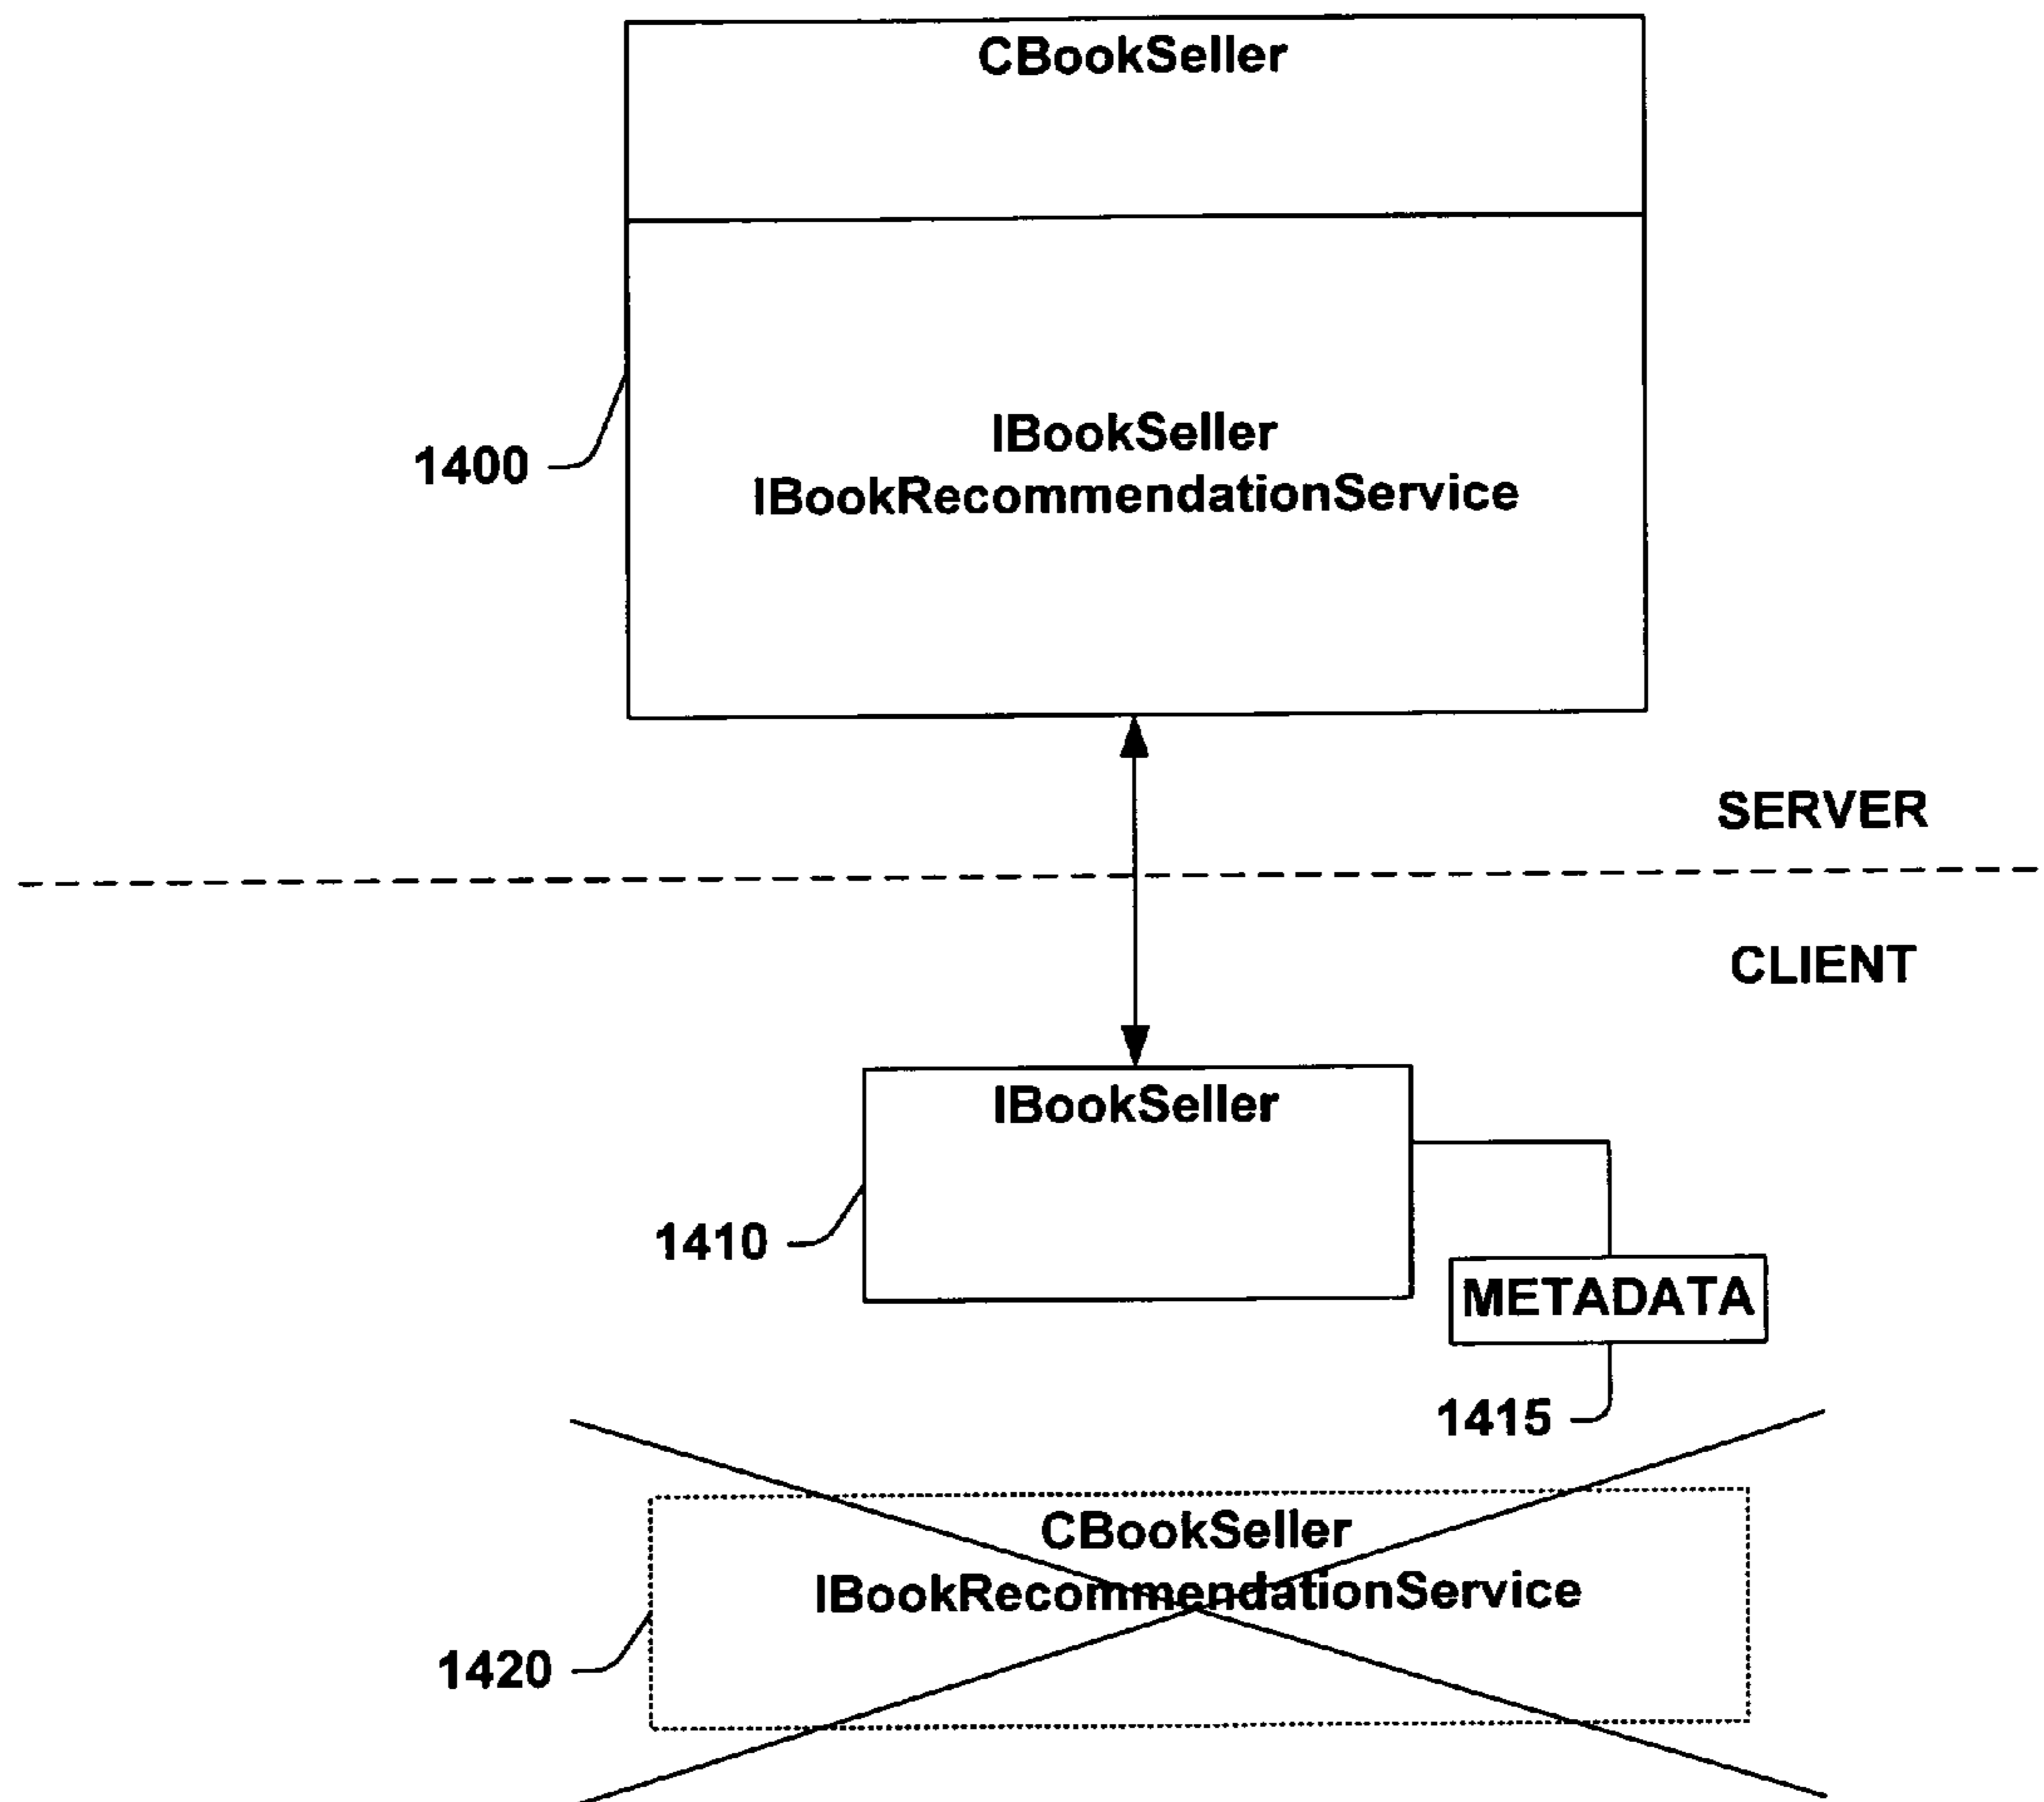 CBookSeller
IBookSeller
1400
IBookRecommendationService
SERVER
CLIENT
IBookSeller
1410
METADATA
1415
CBookSeller
IBookRecommendationService
1420